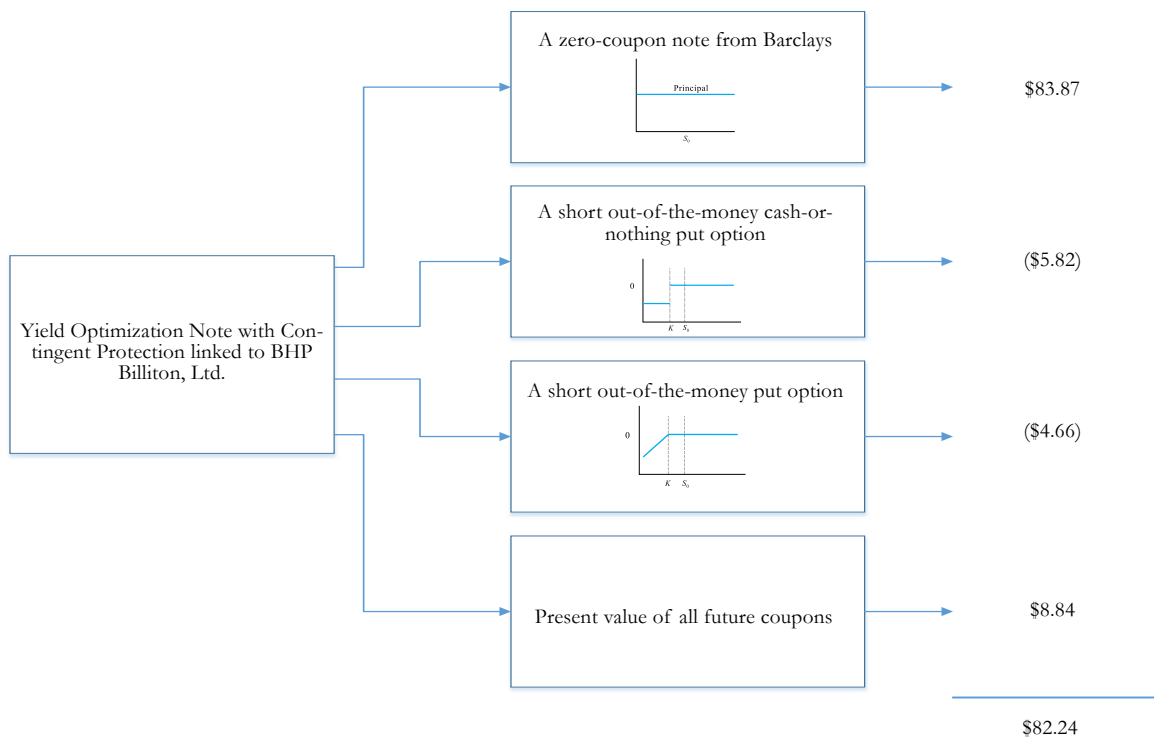 A zero-coupon note from Barclays
Principal
S₀
$83.87
A short out-of-the-money cash-or-
nothing put option
0
K S₀
($5.82)
Yield Optimization Note with Con-
tingent Protection linked to BHP
Billiton, Ltd.
A short out-of-the-money put option
0
K S₀
($4.66)
Present value of all future coupons
$8.84
$82.24